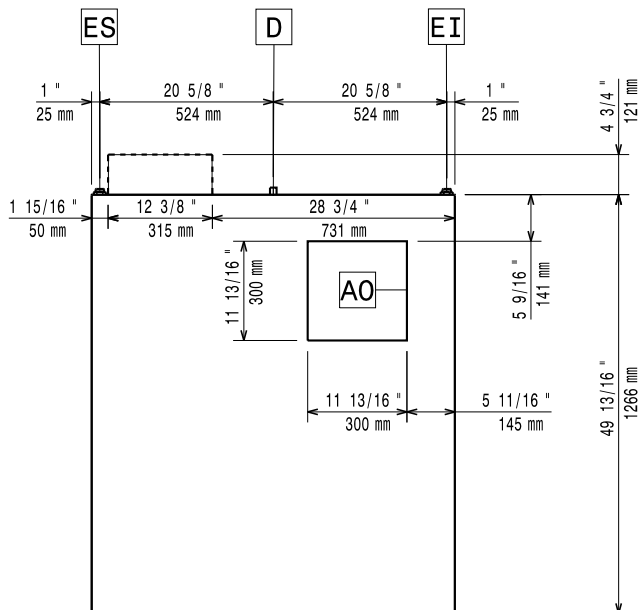 ES
D
EI
1 "
25 mm
20 5/8 "
524 mm
20 5/8 "
524 mm
1 "
25 mm
4 3/4 "
121 mm
1 15/16 "
50 mm
12 3/8 "
315 mm
28 3/4 "
731 mm
11 13/16 "
300 mm
AO
5 9/16 "
141 mm
11 13/16 "
300 mm
5 11/16 "
145 mm
49 13/16 "
1266 mm